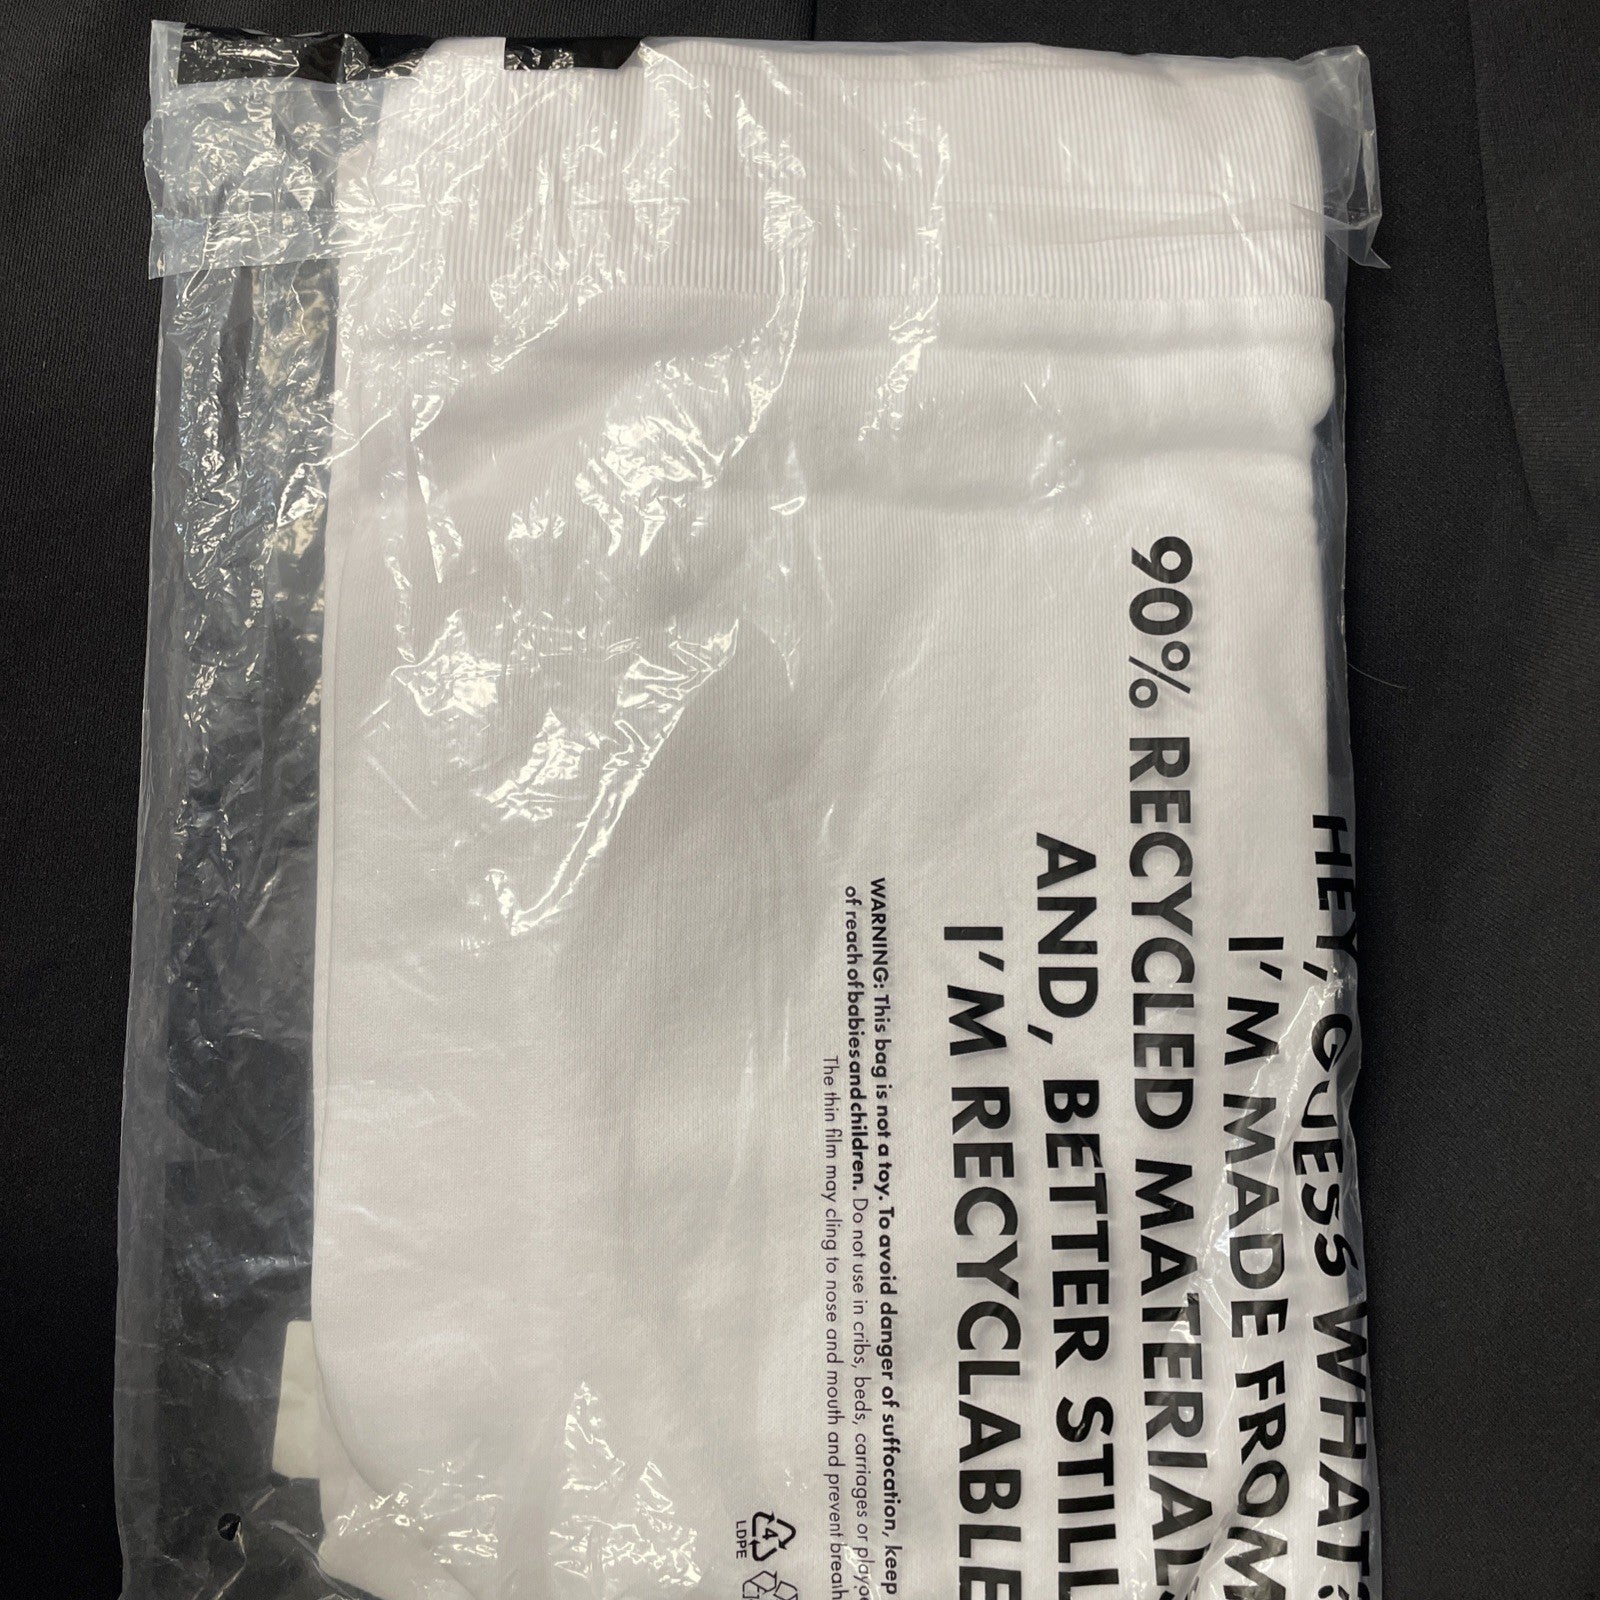 HEY, GUESS WHAT?
I'M MADE FROM
90% RECYCLED MATERIALS
AND, BETTER STILL
I'M RECYCLABLE
WARNING: This bag is not a toy. To avoid danger of suffocation, keep
of reach of babies and children. Do not use in cribs, beds, carriages or
The thin film may cling to nose and mouth and prevent
4
LDPE